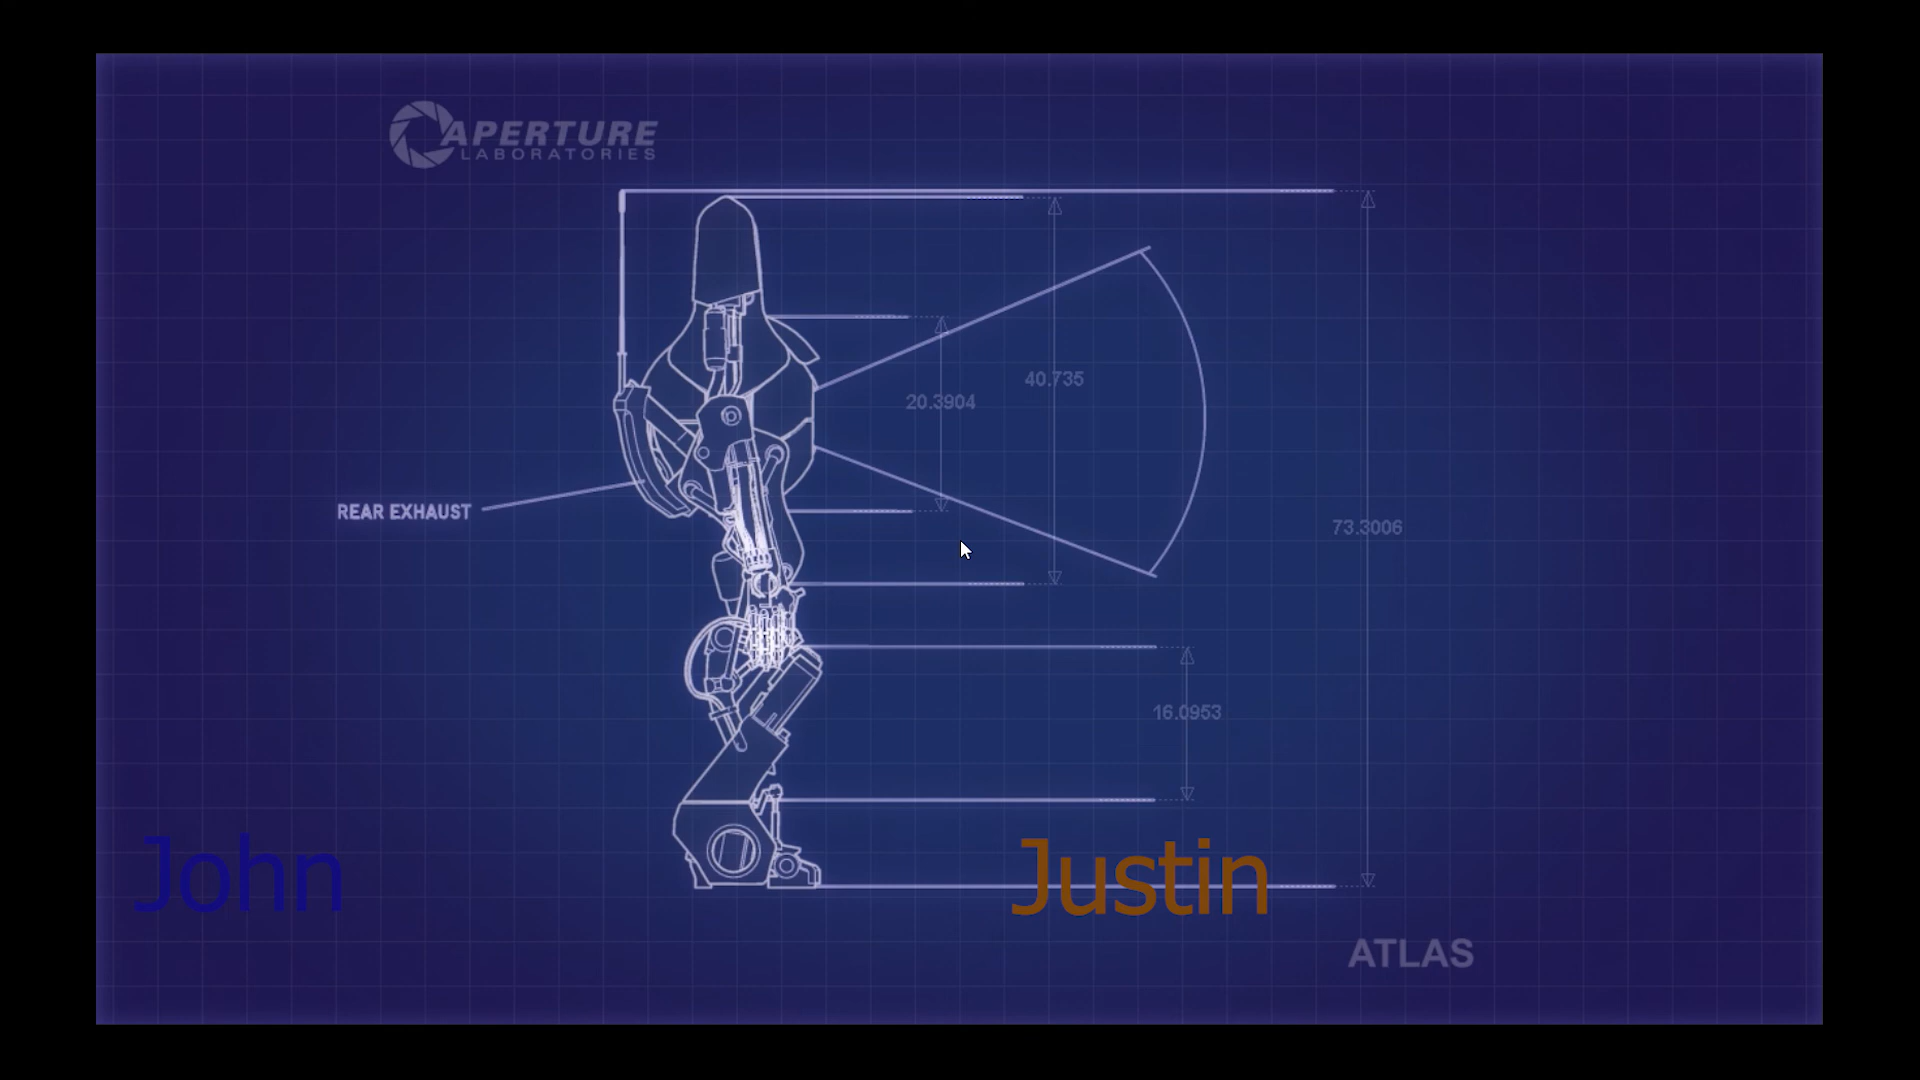 APERTURE
LABORATORIES
40.735
20.3904
REAR EXHAUST
73.3006
16.0953
John
Justin
ATLAS